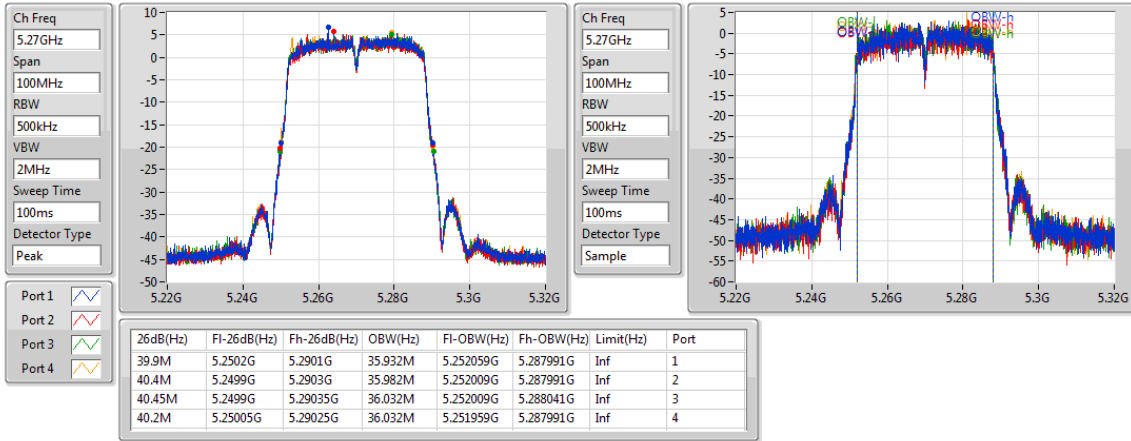 Ch Freq
5.27GHz
Span
100MHz
RBW
500kHz
VBW
2MHz
Sweep Time
100ms
Detector Type
Peak
10
5
0
-5
-10
-15
-20
-25
-30
-35
-40
-45
-50
5.22G 5.24G 5.26G 5.28G 5.3G 5.32G
Ch Freq
5.27GHz
Span
100MHz
RBW
500kHz
VBW
2MHz
Sweep Time
100ms
Detector Type
Sample
5
0
-5
-10
-15
-20
-25
-30
-35
-40
-45
-50
-55
-60
OBW-h
OBW-h
5.22G 5.24G 5.26G 5.28G 5.3G 5.32G
Port 1
Port 2
Port 3
Port 4
26dB(Hz) Fl-26dB(Hz) Fh-26dB(Hz) OBW(Hz) Fl-OBW(Hz) Fh-OBW(Hz) Limit(Hz) Port
39.9M 5.2502G 5.2901G 35.932M 5.252059G 5.287991G Inf 1
40.4M 5.2499G 5.2903G 35.982M 5.252009G 5.287991G Inf 2
40.45M 5.2499G 5.29035G 36.032M 5.252009G 5.288041G Inf 3
40.2M 5.25005G 5.29025G 36.032M 5.251959G 5.287991G Inf 4